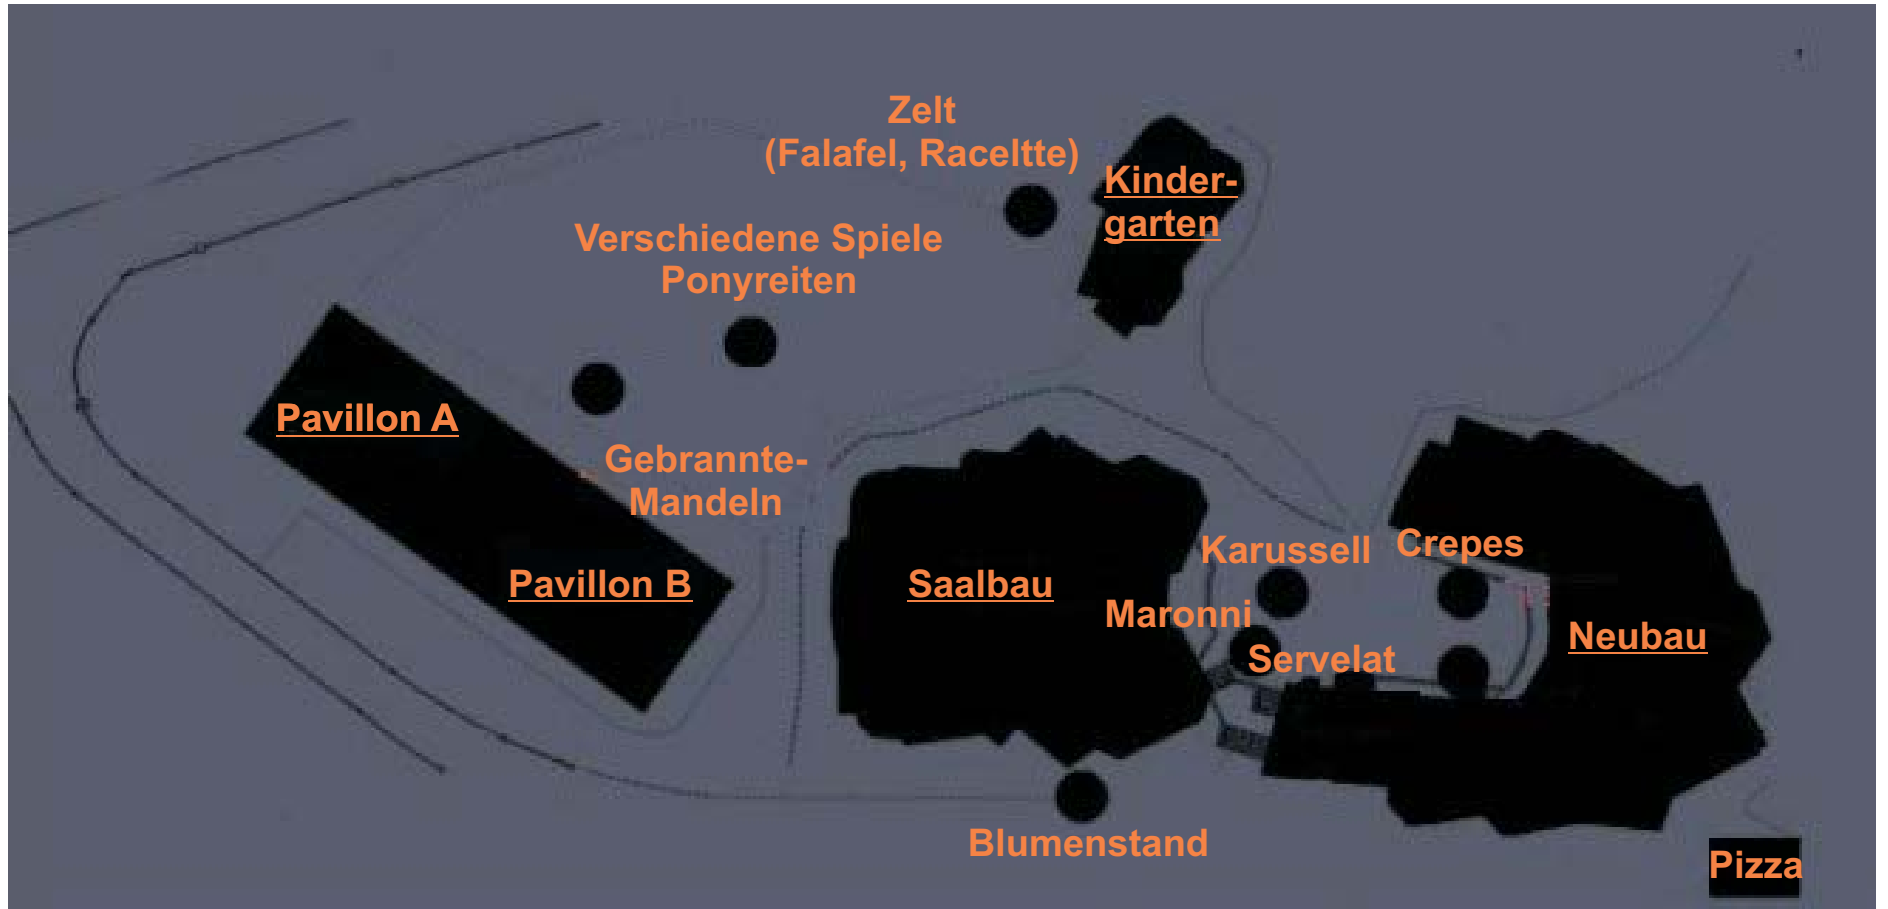 Zelt
(Falafel, Raceltte)
Kinder-
garten
Verschiedene Spiele
Ponyreiten
Pavillon A
Gebrannte-
Mandeln
Pavillon B
Saalbau
Karussell
Crepes
Maronni
Servelat
Neubau
Blumenstand
Pizza